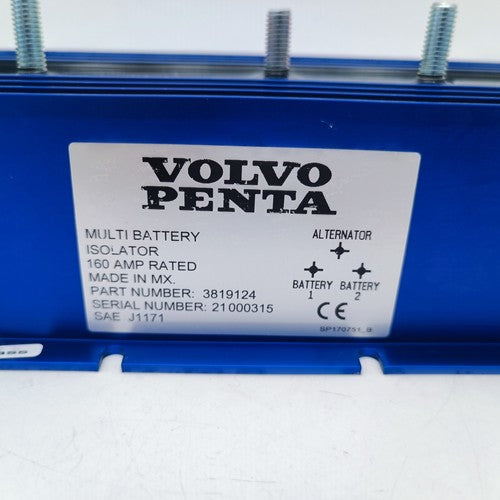 VOLVO
PENTA
MULTI BATTERY
ISOLATOR
160 AMP RATED
MADE IN MX.
PART NUMBER: 3819124
SERIAL NUMBER: 21000315
SAE J1171
ALTERNATOR
BATTERY BATTERY
1 2
CE
SP170751_B